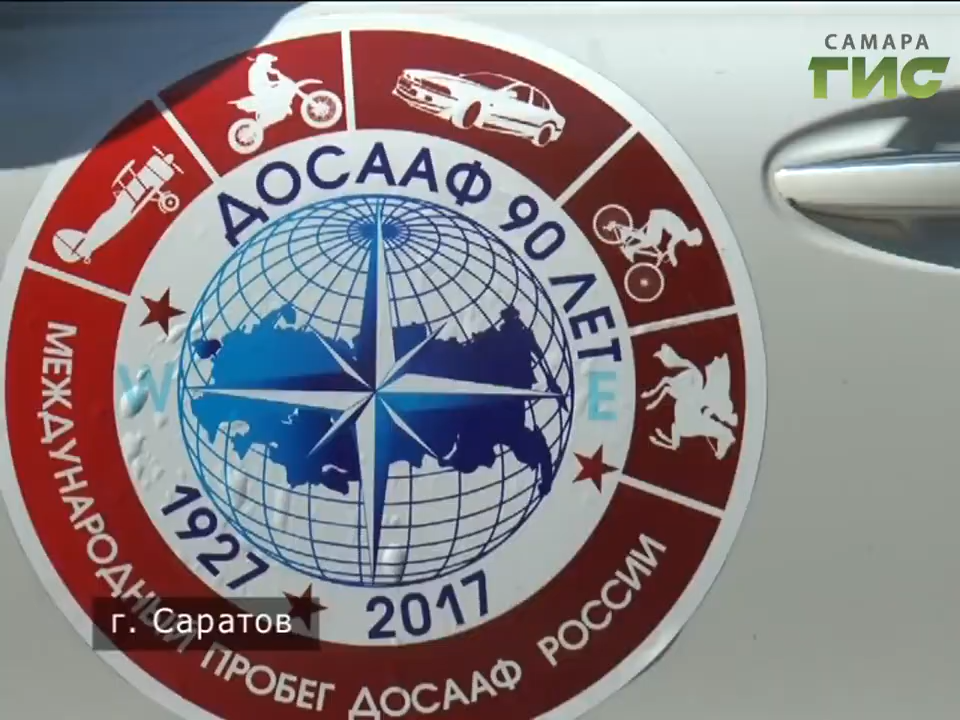 САМАРА
ГИС
ДОСААФ 90 ЛЕТ
W
E
1927
2017
МЕЖДУНАРОДНЫЙ ПРОБЕГ ДОСААФ РОССИИ
г. Саратов